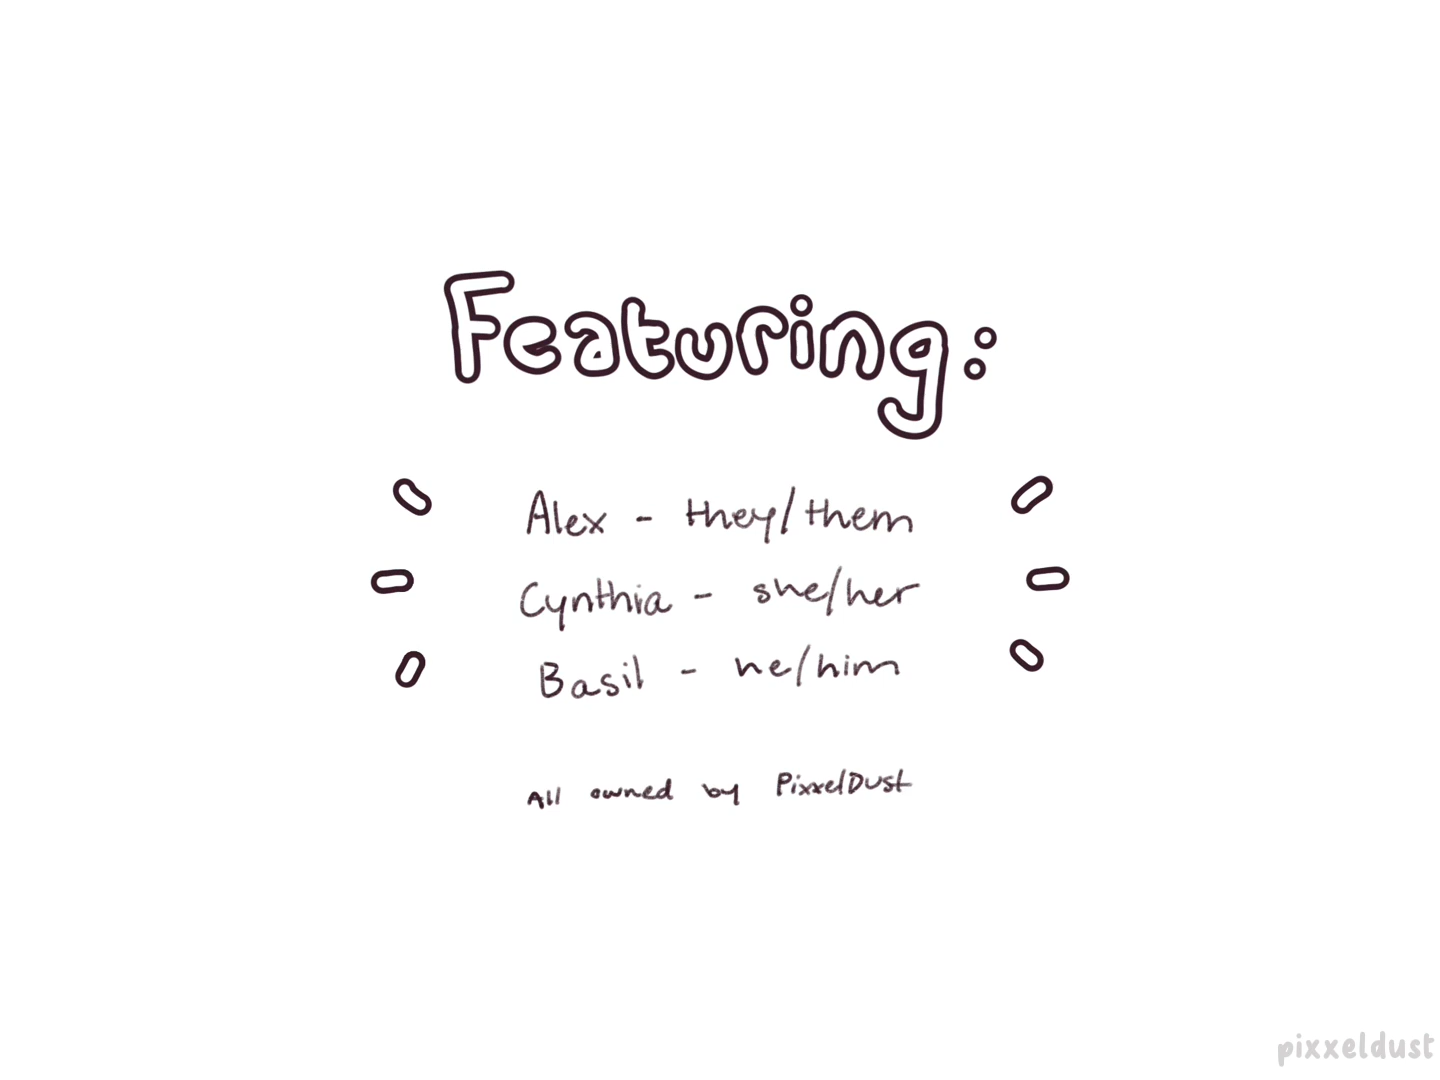 Featuring:
Alex - they/them
Cynthia - she/her
Basil - he/him
All owned by PixxelDust
pixxeldust